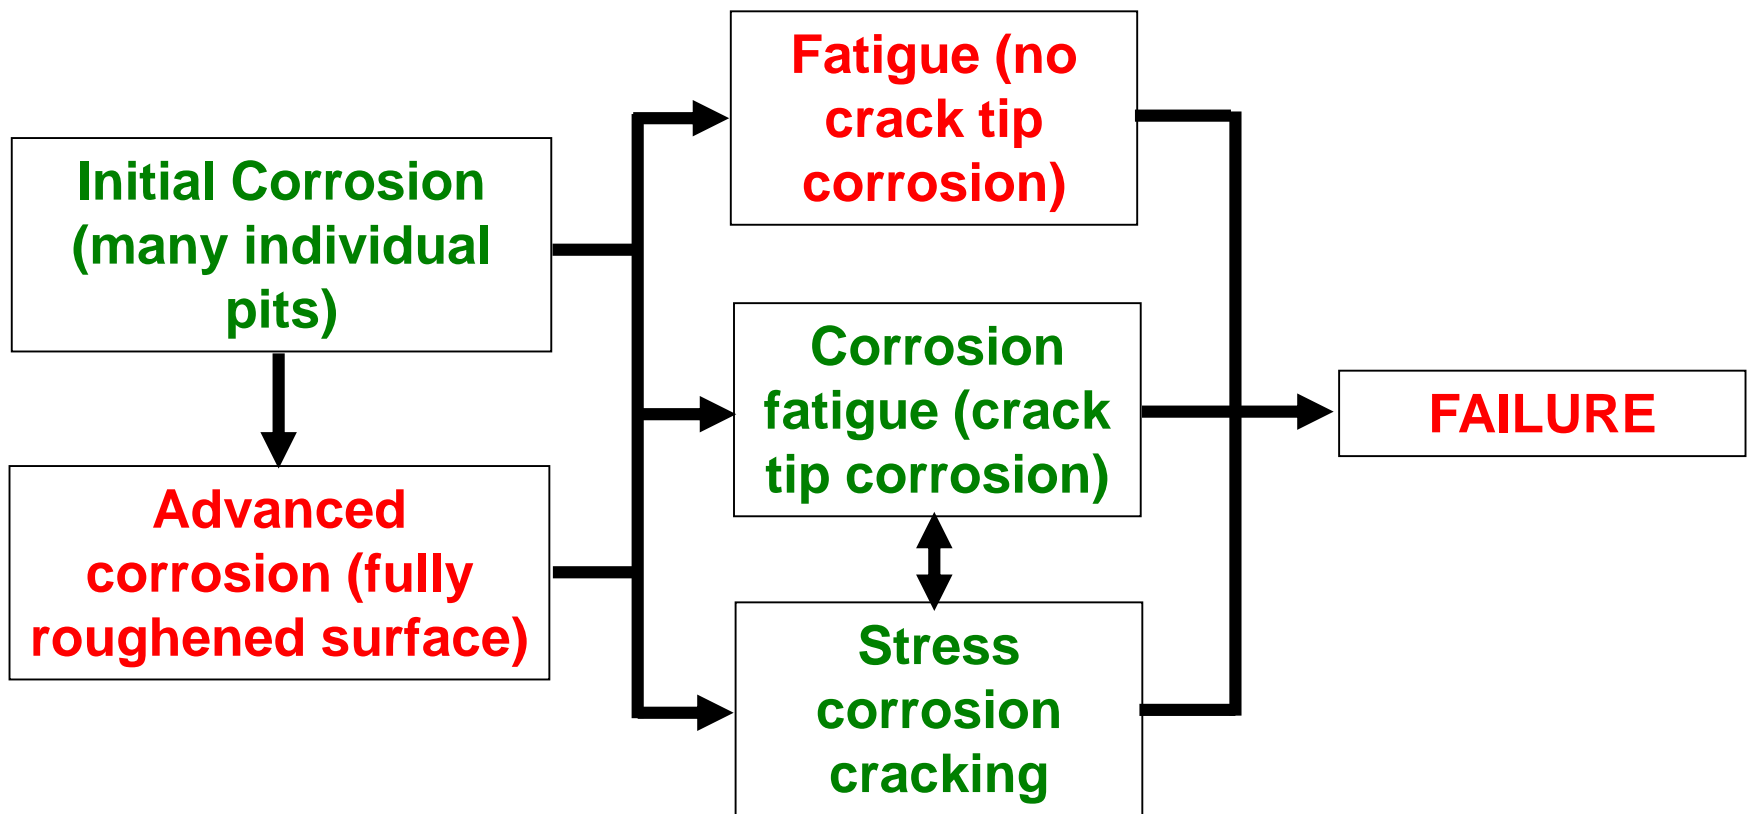 Initial Corrosion
(many individual
pits)
Advanced
corrosion (fully
roughened surface)
Fatigue (no
crack tip
corrosion)
Corrosion
fatigue (crack
tip corrosion)
Stress
corrosion
cracking
FAILURE